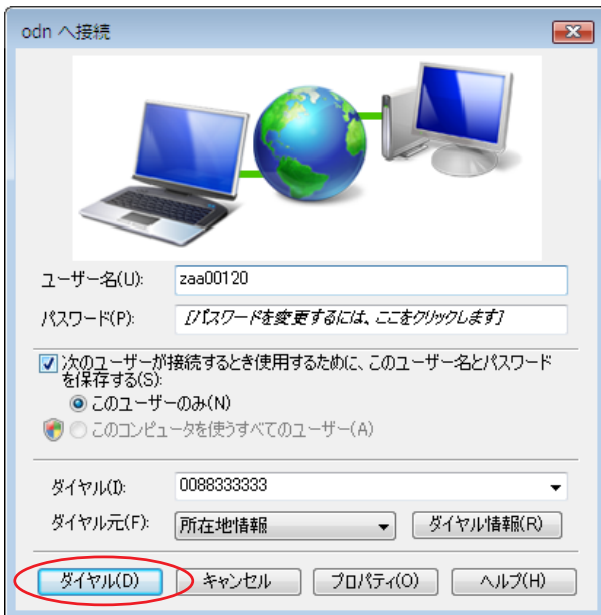 odn へ接続
ユーザー名(U): zaa00120
パスワード(P): [パスワードを変更するには、ここをクリックします]
次のユーザーが接続するとき使用するために、このユーザー名とパスワード
を保存する(S):
このユーザーのみ(N)
このコンピュータを使うすべてのユーザー(A)
ダイヤル(I): 0088333333
ダイヤル元(F): 所在地情報 ダイヤル情報(R)
ダイヤル(D) キャンセル プロパティ(O) ヘルプ(H)